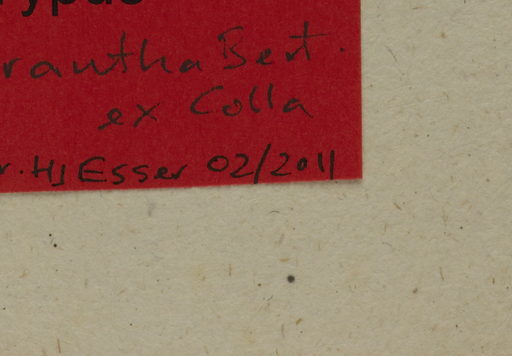 rantha Bert.
ex Colla
r. HJ Esser 02/2011